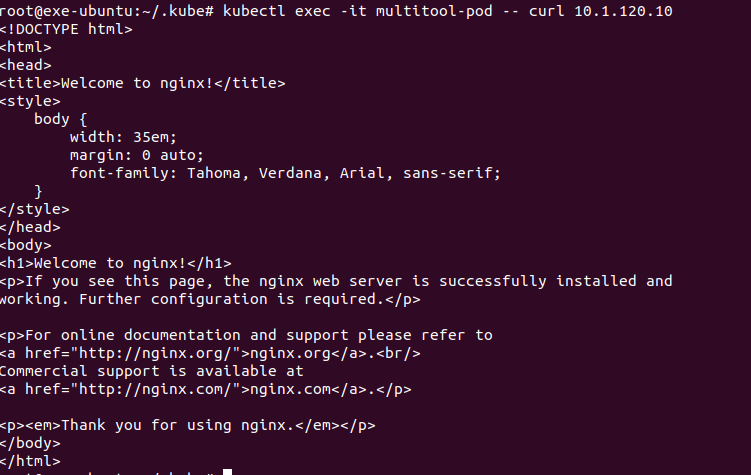 root@exe-ubuntu:~/.kube# kubectl exec -it multitool-pod -- curl 10.1.120.10
<!DOCTYPE html>
<html>
<head>
<title>Welcome to nginx!</title>
<style>
    body {
        width: 35em;
        margin: 0 auto;
        font-family: Tahoma, Verdana, Arial, sans-serif;
    }
</style>
</head>
<body>
<h1>Welcome to nginx!</h1>
<p>If you see this page, the nginx web server is successfully installed and
working. Further configuration is required.</p>

<p>For online documentation and support please refer to
<a href="http://nginx.org/">nginx.org</a>.<br/>
Commercial support is available at
<a href="http://nginx.com/">nginx.com</a>.</p>

<p><em>Thank you for using nginx.</em></p>
</body>
</html>